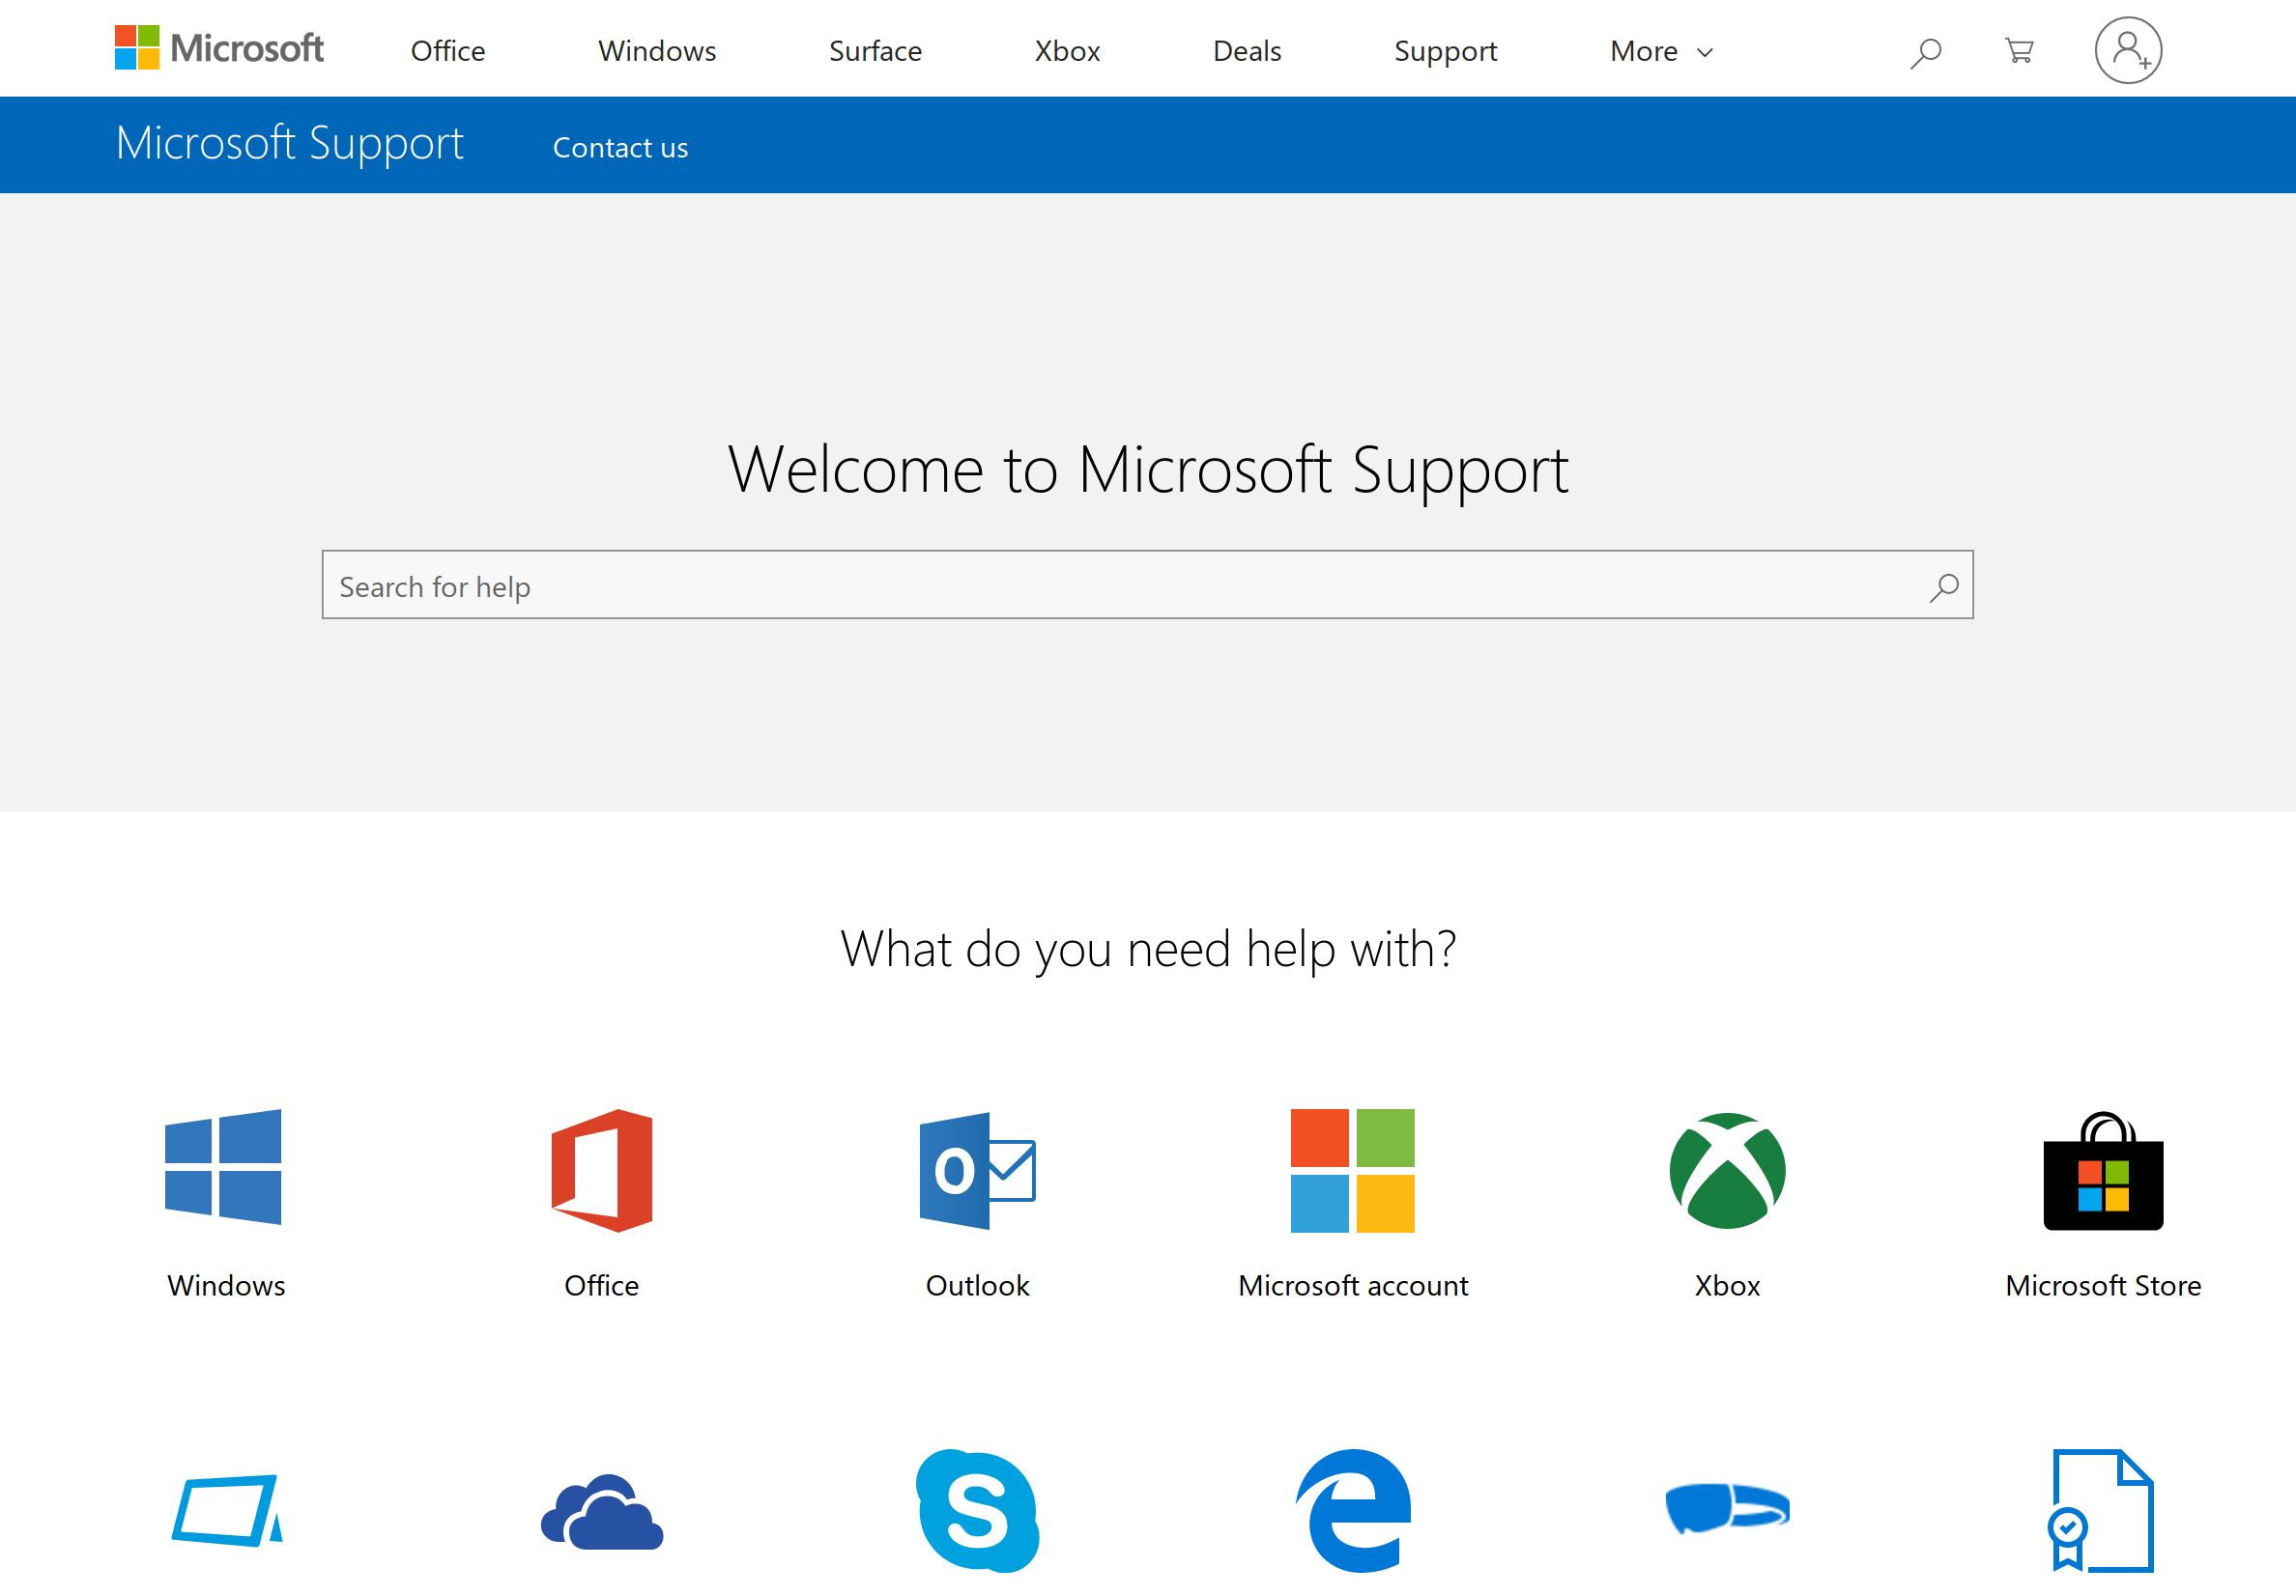 Microsoft Office Windows Surface Xbox Deals Support More
Microsoft Support Contact us
Welcome to Microsoft Support
Search for help
What do you need help with?
Windows Office Outlook Microsoft account Xbox Microsoft Store